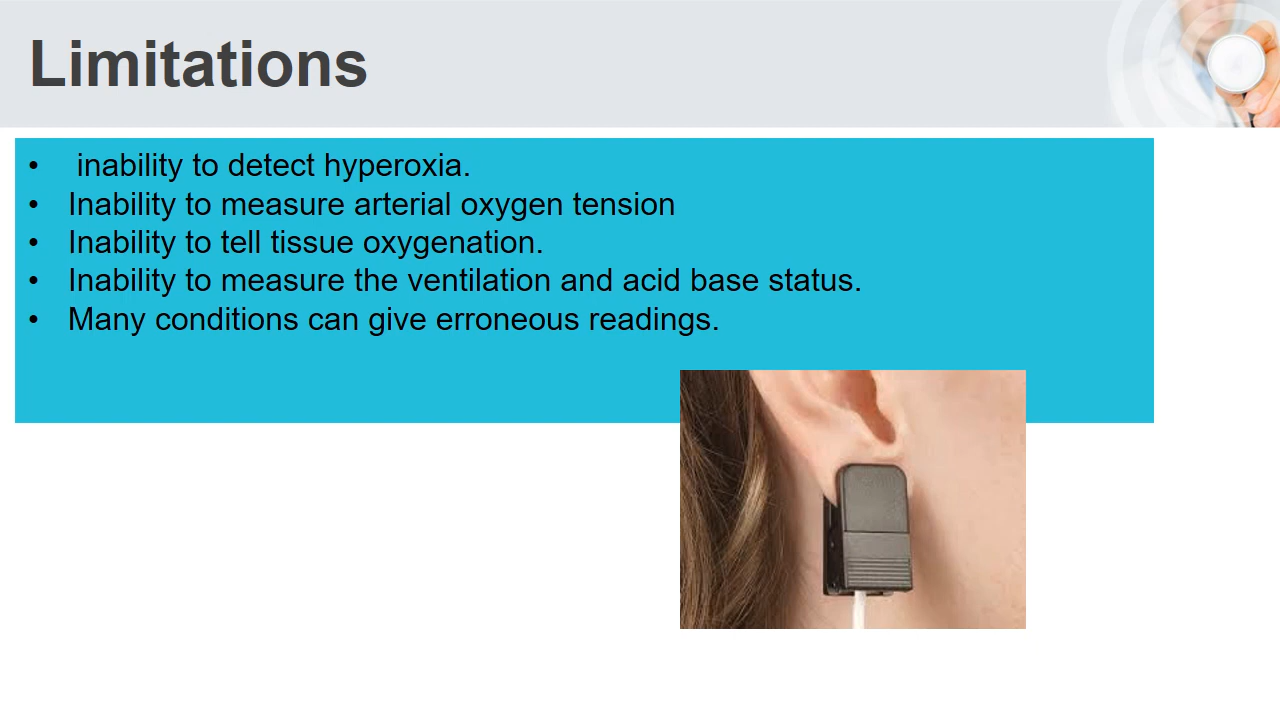 Limitations
• inability to detect hyperoxia.
• Inability to measure arterial oxygen tension
• Inability to tell tissue oxygenation.
• Inability to measure the ventilation and acid base status.
• Many conditions can give erroneous readings.